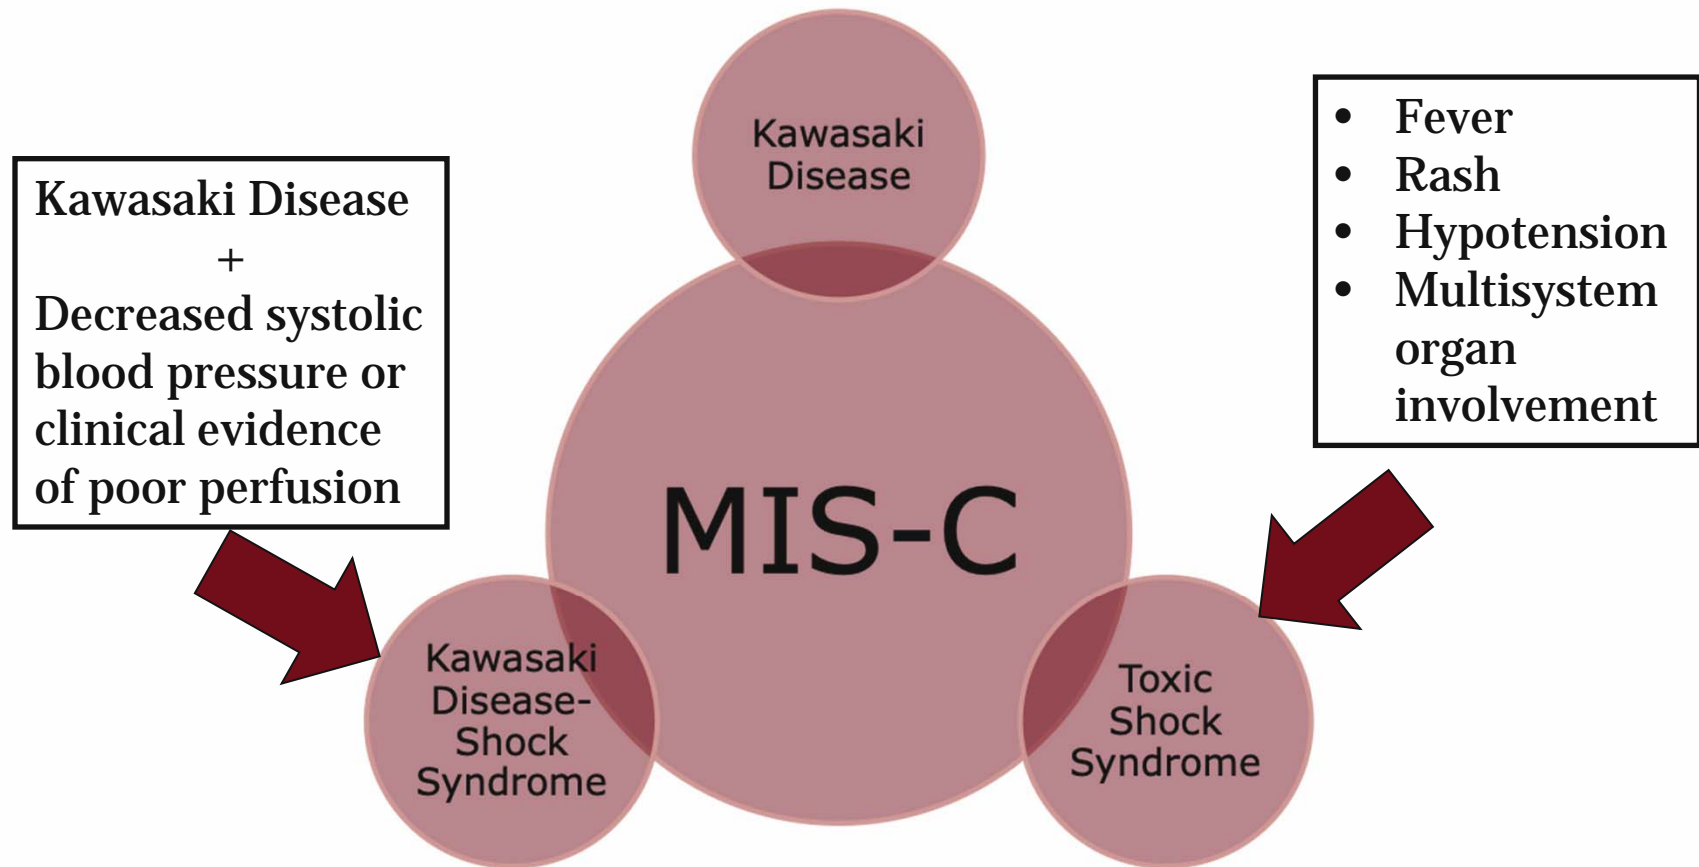 Kawasaki
Disease
Kawasaki Disease
+
Decreased systolic
blood pressure or
clinical evidence
of poor perfusion
• Fever
• Rash
• Hypotension
• Multisystem
organ
involvement
MIS-C
Kawasaki
Disease-
Shock
Syndrome
Toxic
Shock
Syndrome